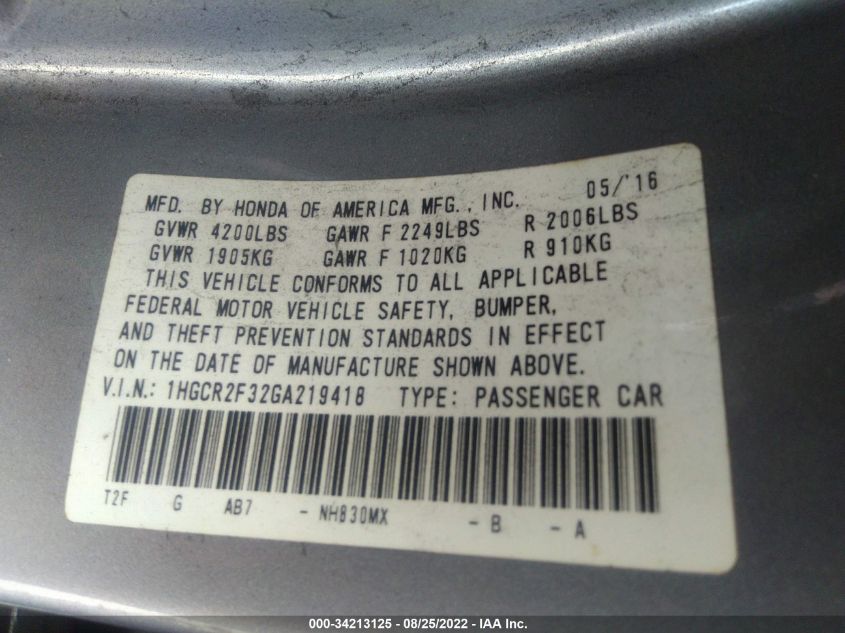 MFD. BY HONDA OF AMERICA MFG., INC. 05/'16
GVWR 4200LBS GAWR F 2249LBS R 2006LBS
GVWR 1905KG GAWR F 1020KG R 910KG
THIS VEHICLE CONFORMS TO ALL APPLICABLE
FEDERAL MOTOR VEHICLE SAFETY, BUMPER,
AND THEFT PREVENTION STANDARDS IN EFFECT
ON THE DATE OF MANUFACTURE SHOWN ABOVE.
V.I.N.: 1HGCR2F32GA219418 TYPE: PASSENGER CAR
T2F G AB7 - NH830MX - B - A
000-34213125 - 08/25/2022 - IAA Inc.